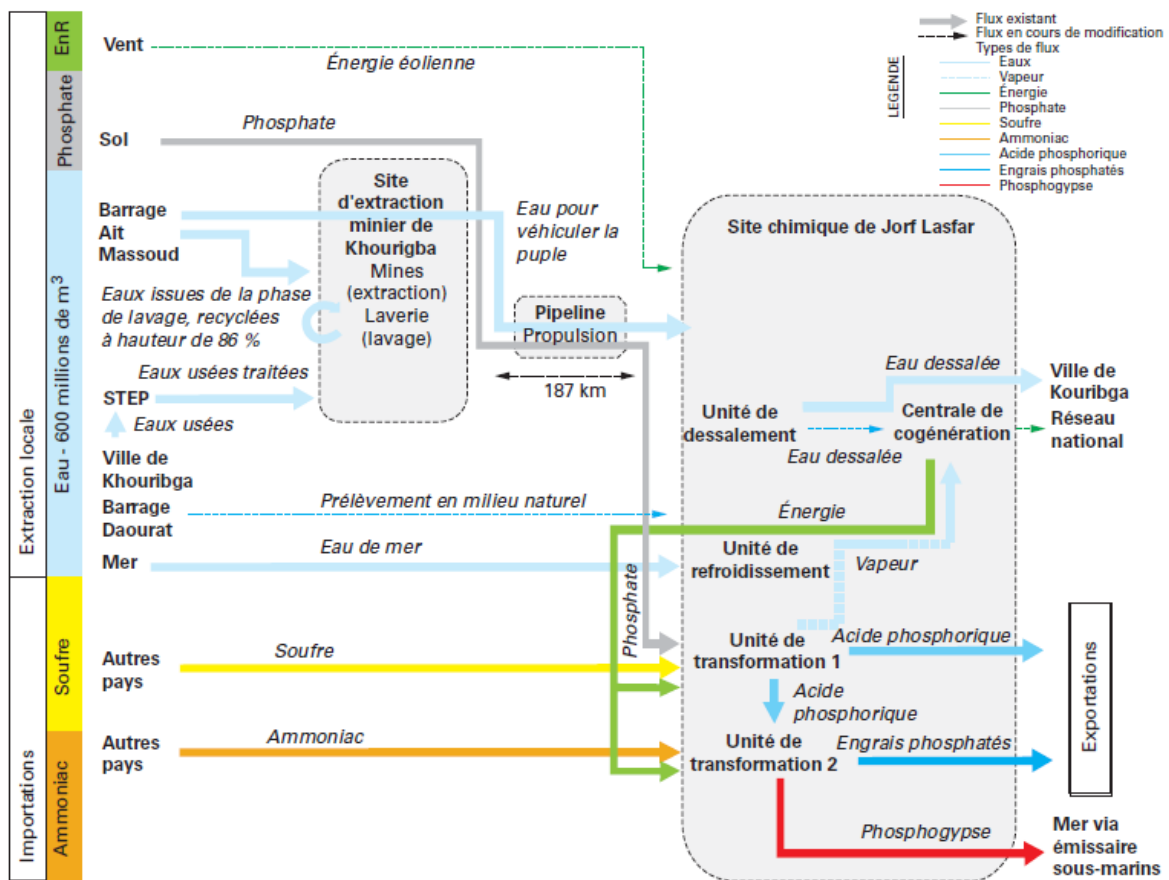 Extraction locale
Importations
EnR
Phosphate
Eau - 600 millions de m³
Soufre
Ammoniac
Flux existant
Flux en cours de modification
Types de flux
LEGENDE
Eaux
Vapeur
Énergie
Phosphate
Soufre
Ammoniac
Acide phosphorique
Engrais phosphatés
Phosphogypse
Vent
Énergie éolienne
Sol
Phosphate
Barrage
Ait
Massoud
Site
d'extraction
minier de
Khourigba
Mines
(extraction)
Laverie
(lavage)
Eau pour
véhiculer la
puple
Eaux issues de la phase
de lavage, recyclées
à hauteur de 86 %
Pipeline
Propulsion
187 km
Eaux usées traitées
STEP
Eaux usées
Ville de
Khouribga
Barrage
Daourat
Prélèvement en milieu naturel
Mer
Eau de mer
Autres
pays
Soufre
Phosphate
Autres
pays
Ammoniac
Site chimique de Jorf Lasfar
Eau dessalée
Ville de
Kouribga
Unité de
dessalement
Centrale de
cogénération
Réseau
national
Eau dessalée
Énergie
Unité de
refroidissement
Vapeur
Unité de
transformation 1
Acide phosphorique
Acide
phosphorique
Unité de
transformation 2
Engrais phosphatés
Exportations
Phosphogypse
Mer via
émissaire
sous-marins